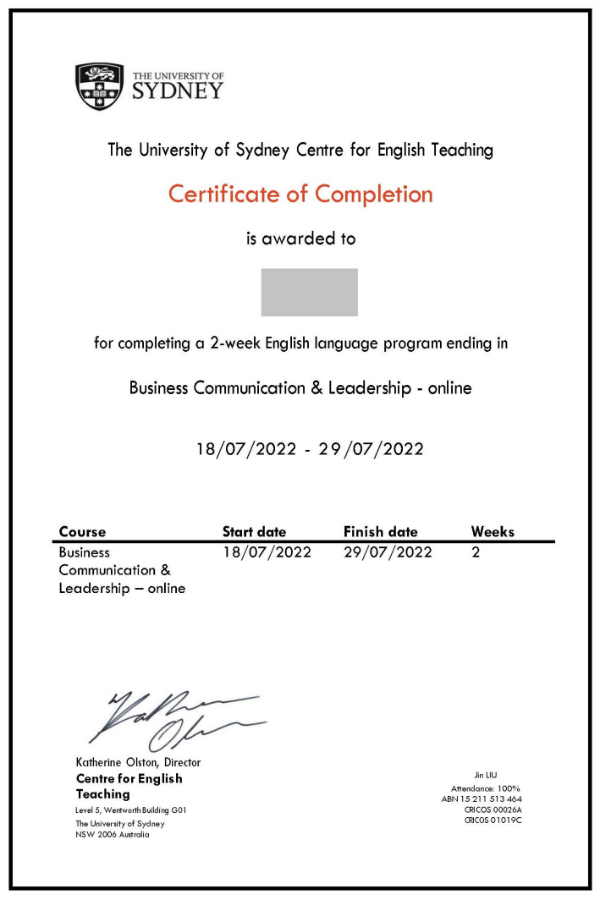 THE UNIVERSITY OF
SYDNEY
The University of Sydney Centre for English Teaching
Certificate of Completion
is awarded to
for completing a 2-week English language program ending in
Business Communication & Leadership - online
18/07/2022 - 29/07/2022
Course Start date Finish date Weeks
Business 18/07/2022 29/07/2022 2
Communication &
Leadership – online
Katherine Olston
Katherine Olston, Director
Centre for English
Teaching
Level 5, Wentworth Building G01
The University of Sydney
NSW 2006 Australia
Jin LIU
Attendance: 100%
ABN 15 211 513 464
CRICOS 00026A
CRICOS 01019C